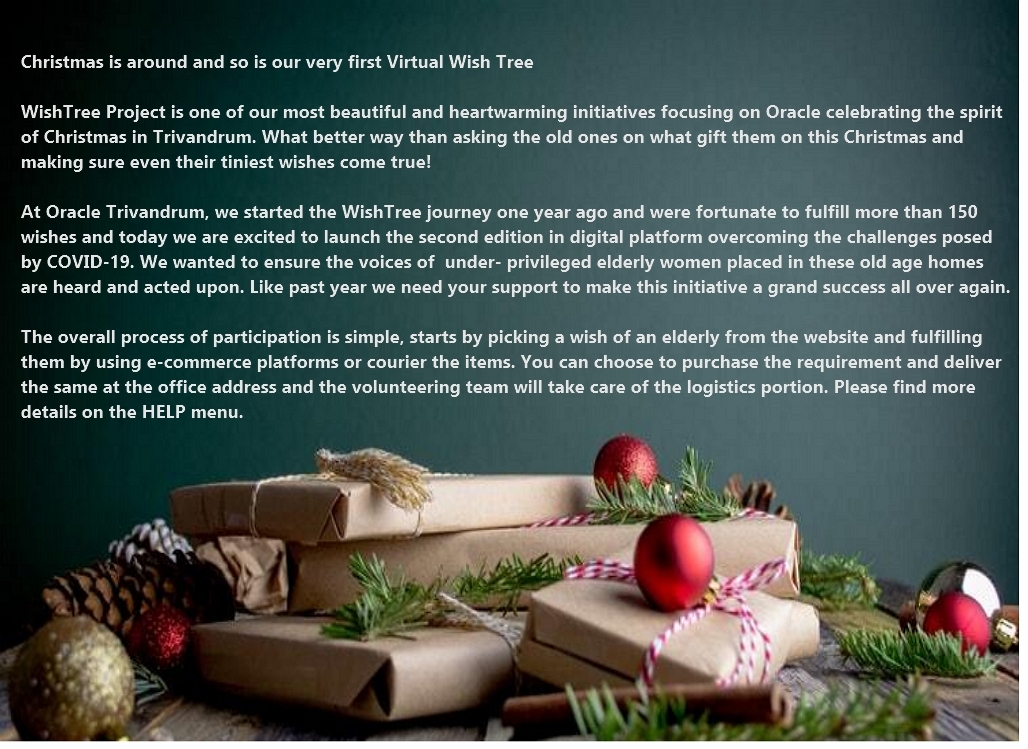 Christmas is around and so is our very first Virtual Wish Tree
WishTree Project is one of our most beautiful and heartwarming initiatives focusing on Oracle celebrating the spirit
of Christmas in Trivandrum. What better way than asking the old ones on what gift them on this Christmas and
making sure even their tiniest wishes come true!
At Oracle Trivandrum, we started the WishTree journey one year ago and were fortunate to fulfill more than 150
wishes and today we are excited to launch the second edition in digital platform overcoming the challenges posed
by COVID-19. We wanted to ensure the voices of  under- privileged elderly women placed in these old age homes
are heard and acted upon. Like past year we need your support to make this initiative a grand success all over again.
The overall process of participation is simple, starts by picking a wish of an elderly from the website and fulfilling
them by using e-commerce platforms or courier the items. You can choose to purchase the requirement and deliver
the same at the office address and the volunteering team will take care of the logistics portion. Please find more
details on the HELP menu.